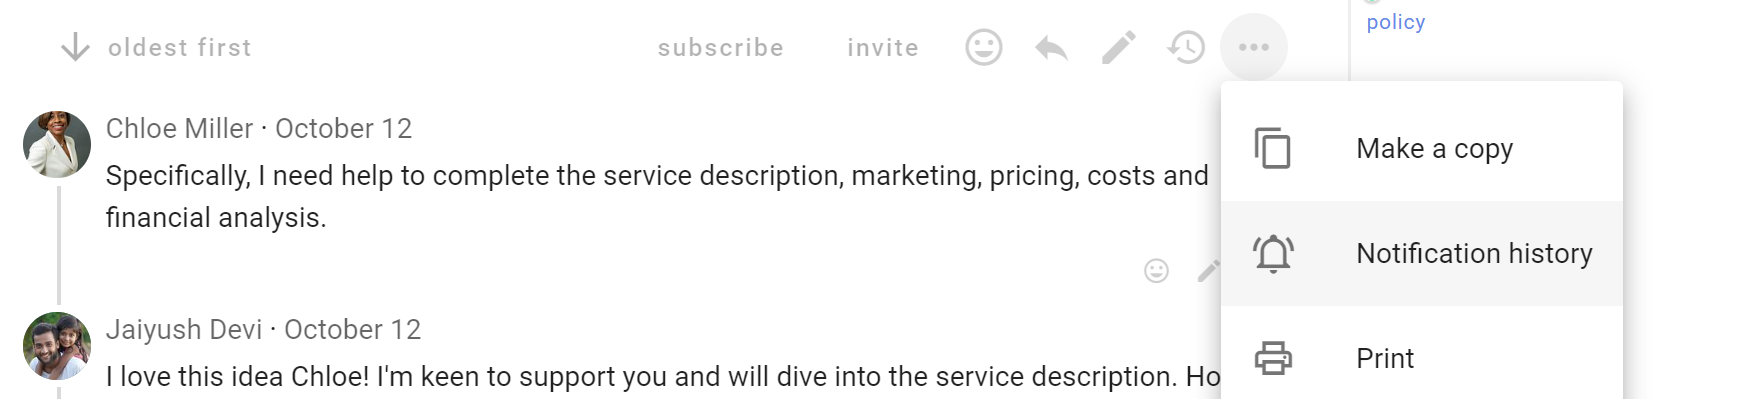 policy
oldest first subscribe invite
Chloe Miller · October 12
Specifically, I need help to complete the service description, marketing, pricing, costs and
financial analysis.
Jaiyush Devi · October 12
I love this idea Chloe! I'm keen to support you and will dive into the service description. Ho
Make a copy
Notification history
Print